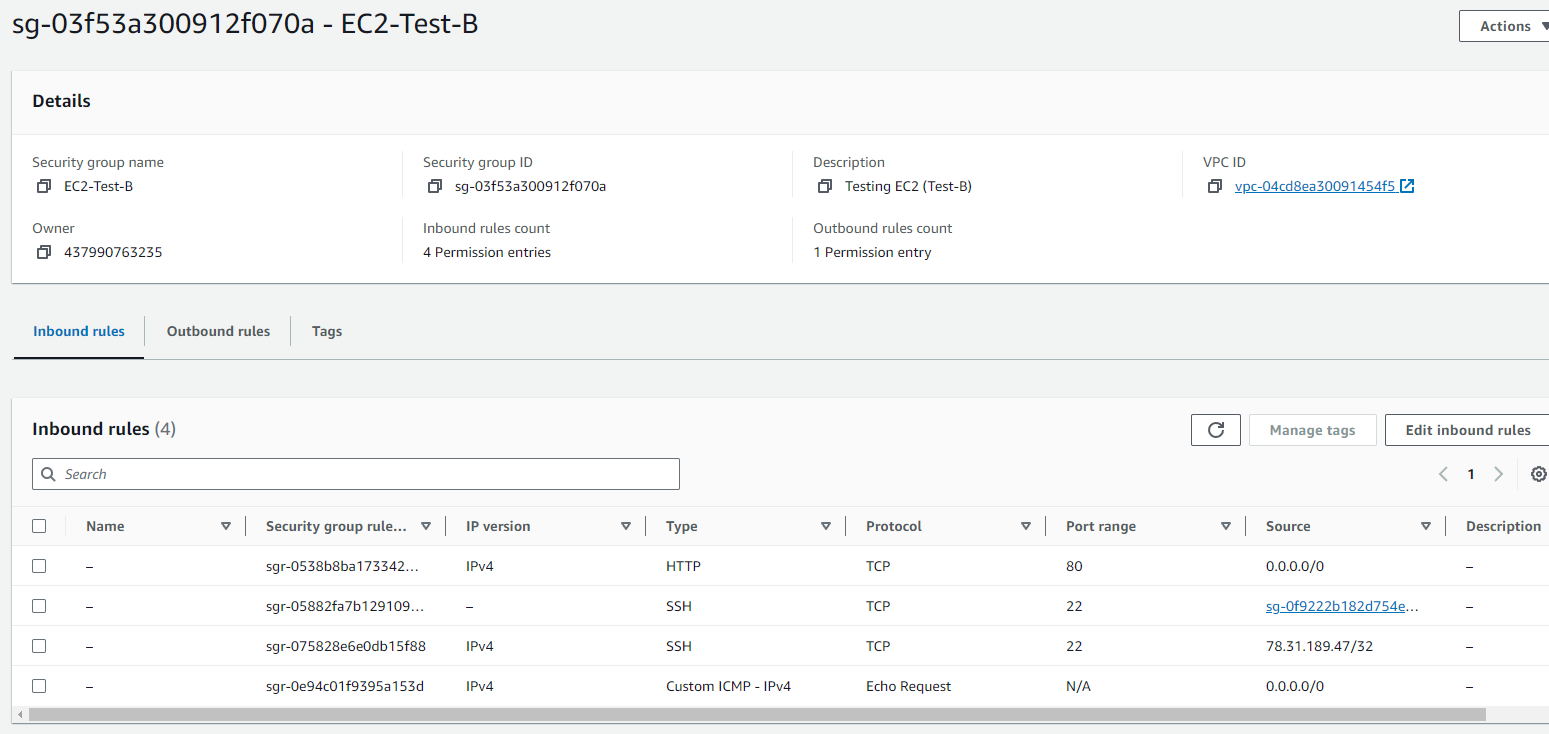 sg-03f53a300912f070a - EC2-Test-B
Actions
Details
Security group name
EC2-Test-B
Security group ID
sg-03f53a300912f070a
Description
Testing EC2 (Test-B)
VPC ID
vpc-04cd8ea30091454f5
Owner
437990763235
Inbound rules count
4 Permission entries
Outbound rules count
1 Permission entry
Inbound rules Outbound rules Tags
Inbound rules (4)
Manage tags
Edit inbound rules
Search
1
Name Security group rule... IP version Type Protocol Port range Source Description
– sgr-0538b8ba173342... IPv4 HTTP TCP 80 0.0.0.0/0 –
– sgr-05882fa7b129109... – SSH TCP 22 sg-0f9222b182d754e... –
– sgr-075828e6e0db15f88 IPv4 SSH TCP 22 78.31.189.47/32 –
– sgr-0e94c01f9395a153d IPv4 Custom ICMP - IPv4 Echo Request N/A 0.0.0.0/0 –